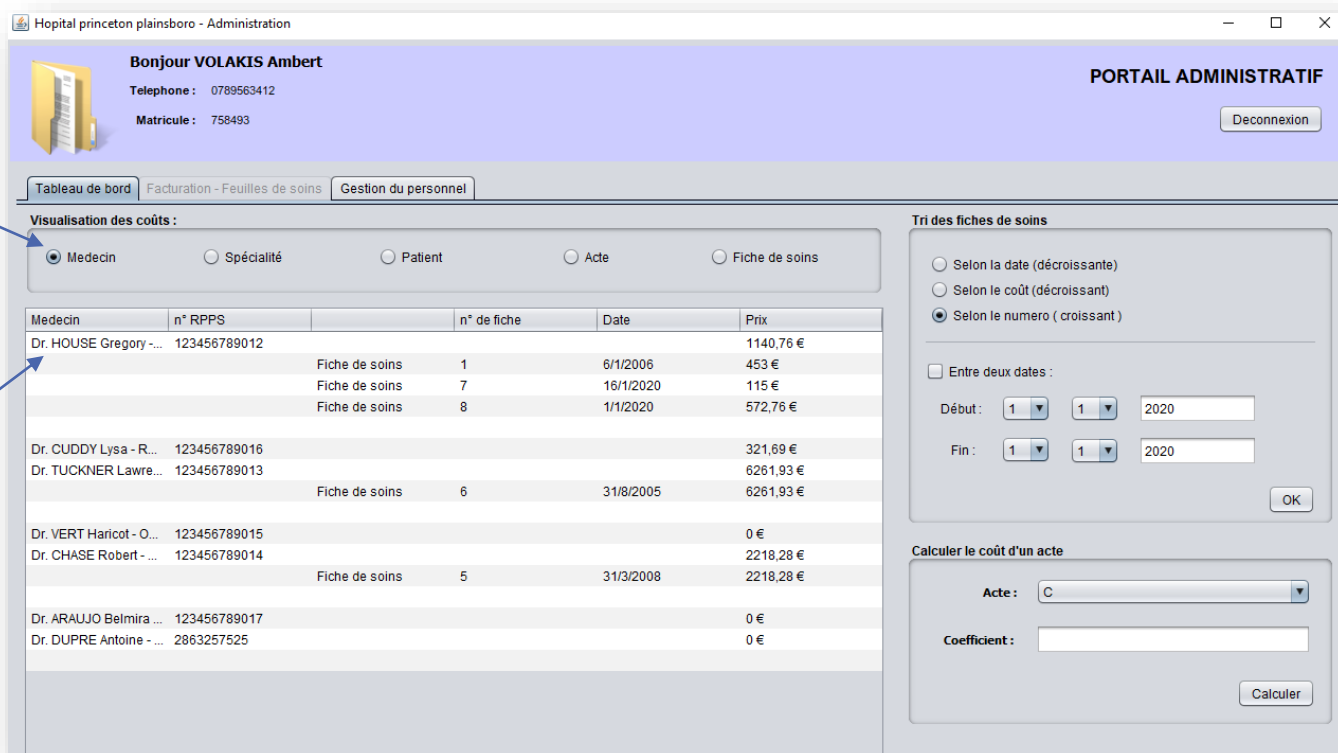 Hopital princeton plainsboro - Administration
Bonjour VOLAKIS Ambert
Telephone : 0789563412
Matricule : 758493
PORTAIL ADMINISTRATIF
Deconnexion
Tableau de bord Facturation - Feuilles de soins Gestion du personnel
Visualisation des coûts :
Medecin Spécialité Patient Acte Fiche de soins
Medecin n° RPPS n° de fiche Date Prix
Dr. HOUSE Gregory -... 123456789012 1140,76 €
Fiche de soins 1 6/1/2006 453 €
Fiche de soins 7 16/1/2020 115 €
Fiche de soins 8 1/1/2020 572,76 €
Dr. CUDDY Lysa - R... 123456789016 321,69 €
Dr. TUCKNER Lawre... 123456789013 6261,93 €
Fiche de soins 6 31/8/2005 6261,93 €
Dr. VERT Haricot - O... 123456789015 0 €
Dr. CHASE Robert - ... 123456789014 2218,28 €
Fiche de soins 5 31/3/2008 2218,28 €
Dr. ARAUJO Belmira ... 123456789017 0 €
Dr. DUPRE Antoine - ... 2863257525 0 €
Tri des fiches de soins
Selon la date (décroissante)
Selon le coût (décroissant)
Selon le numero ( croissant )
Entre deux dates :
Début : 1 1 2020
Fin : 1 1 2020
OK
Calculer le coût d'un acte
Acte : C
Coefficient :
Calculer